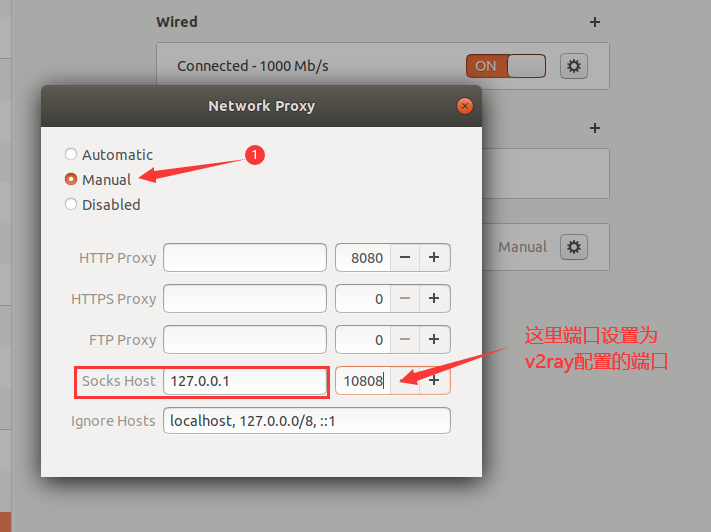 Wired
+
Connected - 1000 Mb/s
ON
Network Proxy
+
Automatic
1
Manual
Disabled
HTTP Proxy 8080 − +
Manual
HTTPS Proxy 0 − +
FTP Proxy 0 − +
这里端口设置为
v2ray配置的端口
Socks Host 127.0.0.1 10808 +
Ignore Hosts localhost, 127.0.0.0/8, ::1